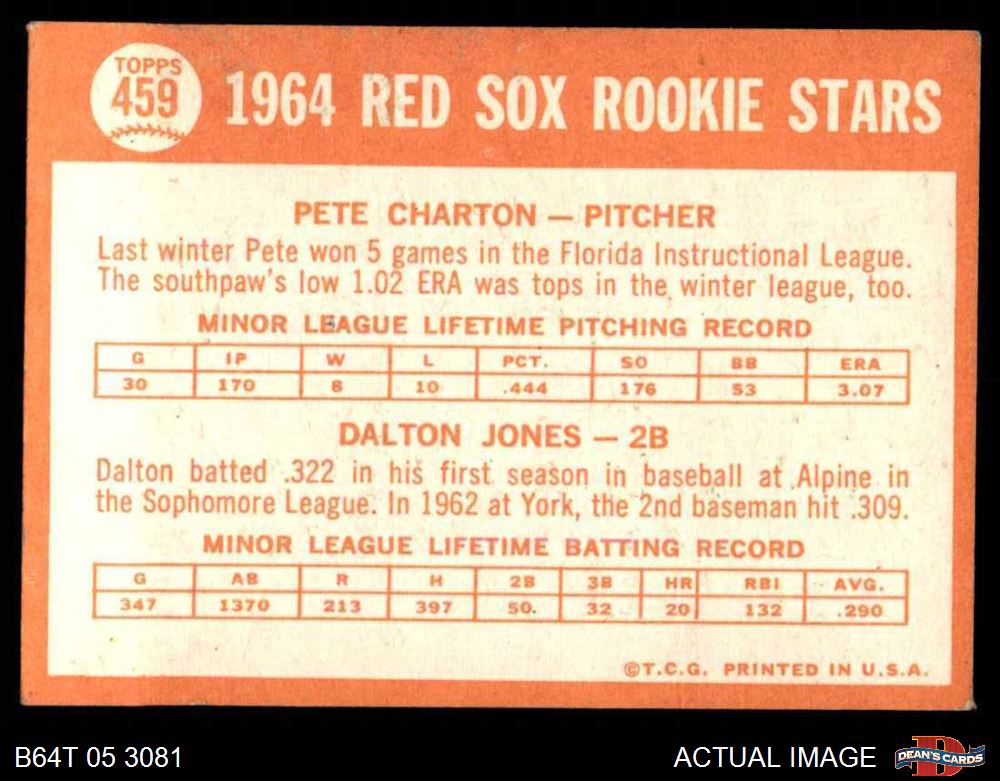 TOPPS
459
1964 RED SOX ROOKIE STARS
PETE CHARTON — PITCHER
Last winter Pete won 5 games in the Florida Instructional League.
The southpaw's low 1.02 ERA was tops in the winter league, too.
MINOR LEAGUE LIFETIME PITCHING RECORD
G IP W L PCT. SO BB ERA
30 170 8 10 .444 176 53 3.07
DALTON JONES — 2B
Dalton batted .322 in his first season in baseball at Alpine in
the Sophomore League. In 1962 at York, the 2nd baseman hit .309.
MINOR LEAGUE LIFETIME BATTING RECORD
G AB R H 2B 3B HR RBI AVG.
347 1370 213 397 50. 32 20 132 .290
©T.C.G. PRINTED IN U.S.A.
B64T 05 3081 ACTUAL IMAGE DEAN'S CARDS